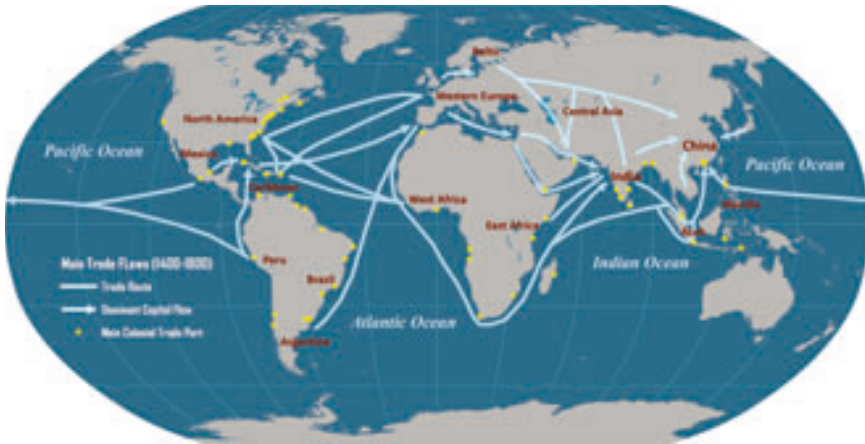 Baltic
Western Europe
North America
Central Asia
Pacific Ocean
Mexico
China
Pacific Ocean
India
Caribbean
West Africa
Manila
East Africa
Main Trade Flows (1400-1800)
Peru
Indian Ocean
Trade Route
Brazil
Dominant Capital Flow
Main Colonial Trade Port
Atlantic Ocean
Argentina